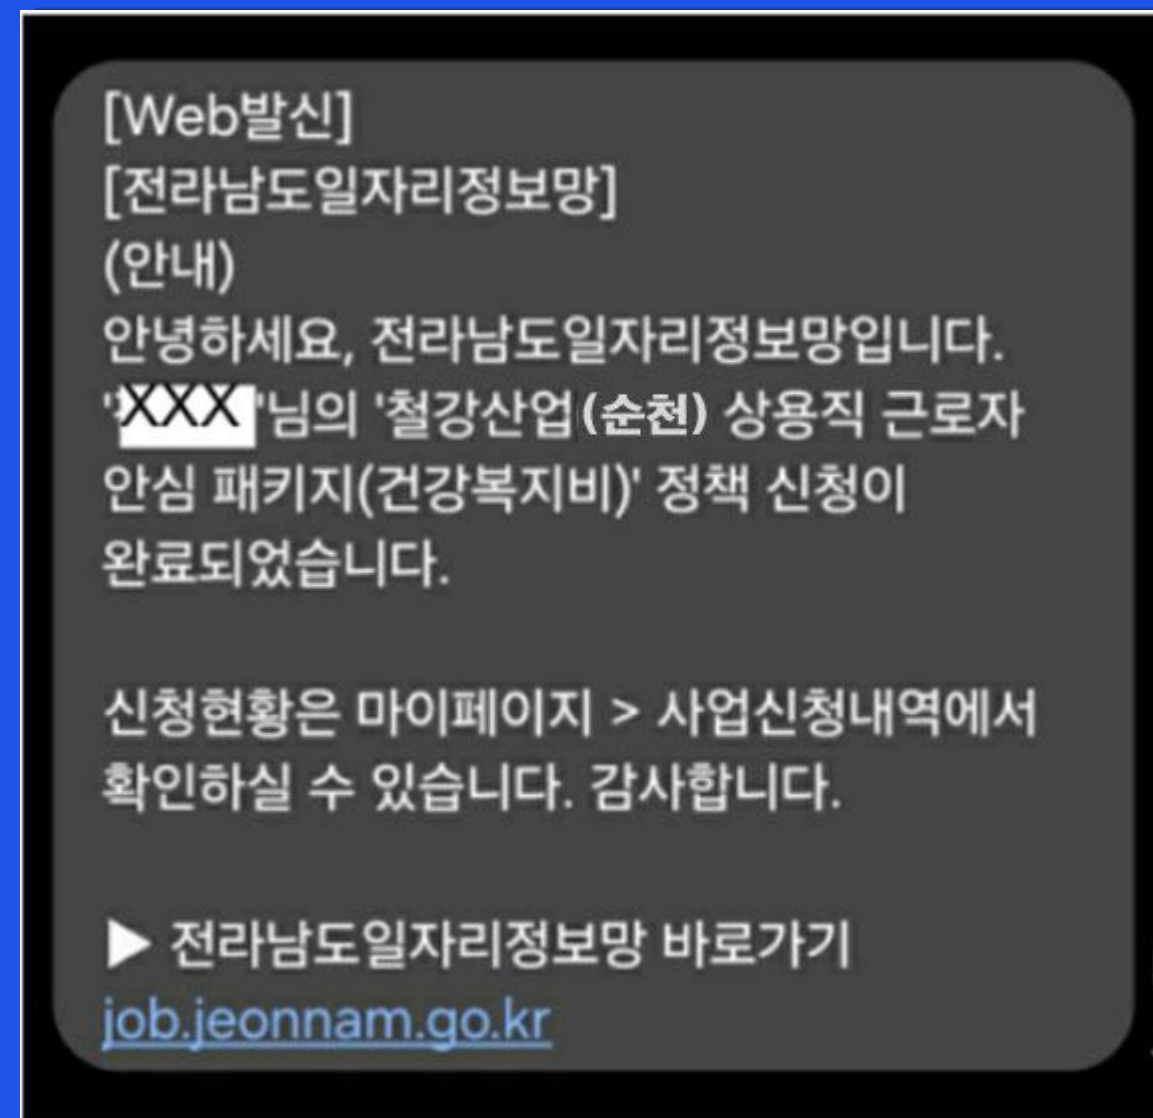 [Web발신]
[전라남도일자리정보망]
(안내)
안녕하세요, 전라남도일자리정보망입니다.
'XXX'님의 '철강산업(순천) 상용직 근로자
안심 패키지(건강복지비)' 정책 신청이
완료되었습니다.
신청현황은 마이페이지 > 사업신청내역에서
확인하실 수 있습니다. 감사합니다.
▶ 전라남도일자리정보망 바로가기
job.jeonnam.go.kr